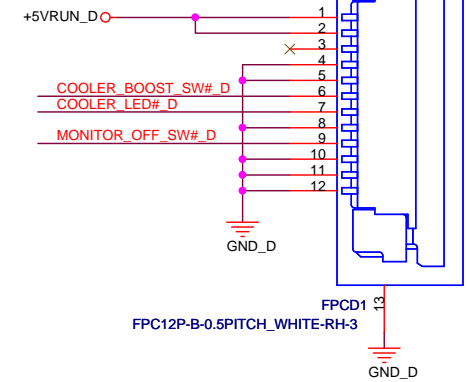 +5VRUN_D
1
2
3
4
5
COOLER_BOOST_SW#_D 6
COOLER_LED#_D 7
8
MONITOR_OFF_SW#_D 9
10
11
12
GND_D
FPCD1 13
FPC12P-B-0.5PITCH_WHITE-RH-3
GND_D